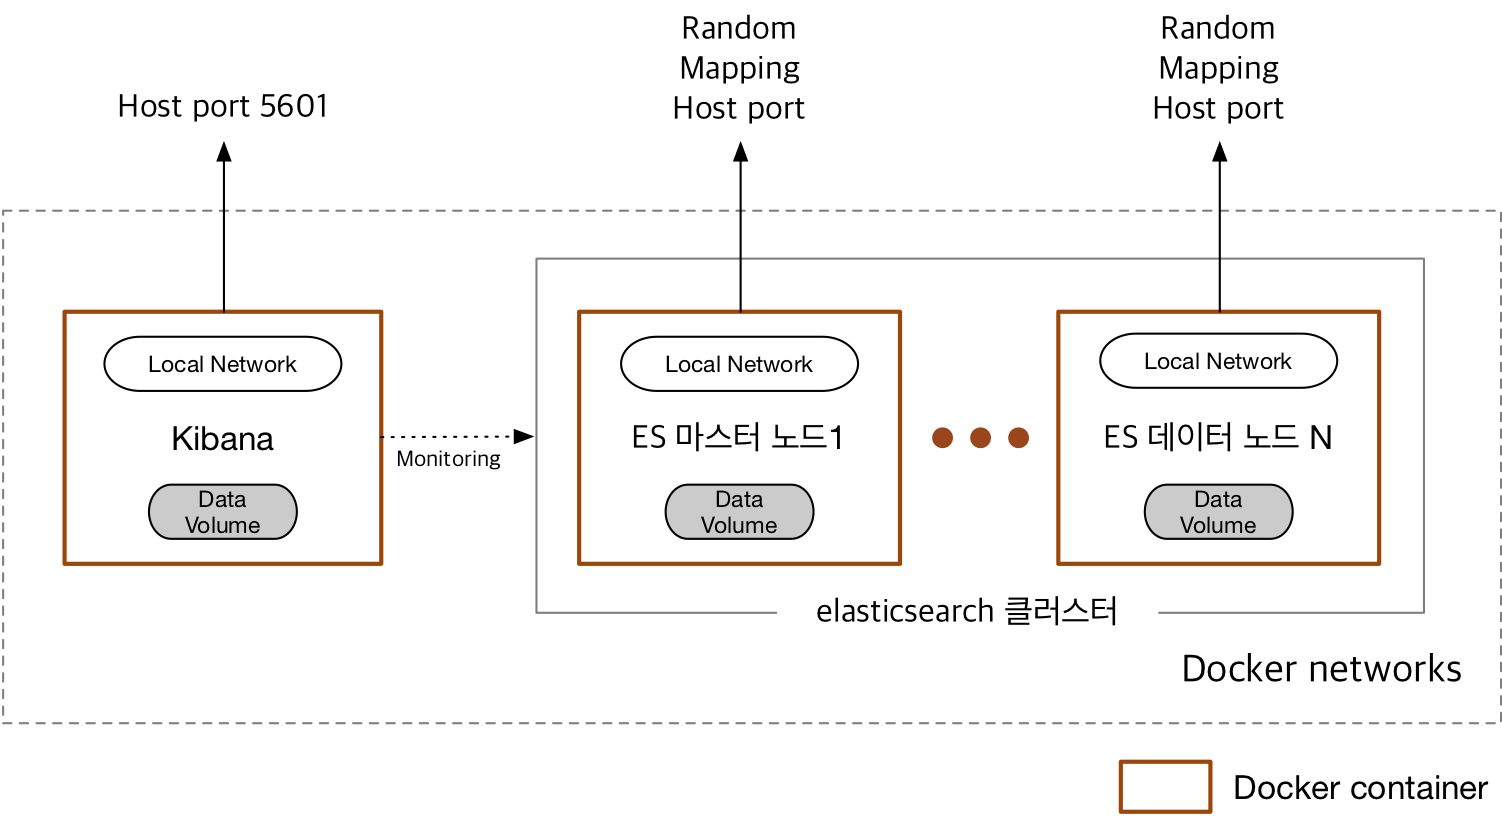 Host port 5601
Random
Mapping
Host port
Random
Mapping
Host port
Local Network
Kibana
Data
Volume
Monitoring
Local Network
ES 마스터 노드1
Data
Volume
Local Network
ES 데이터 노드 N
Data
Volume
elasticsearch 클러스터
Docker networks
Docker container